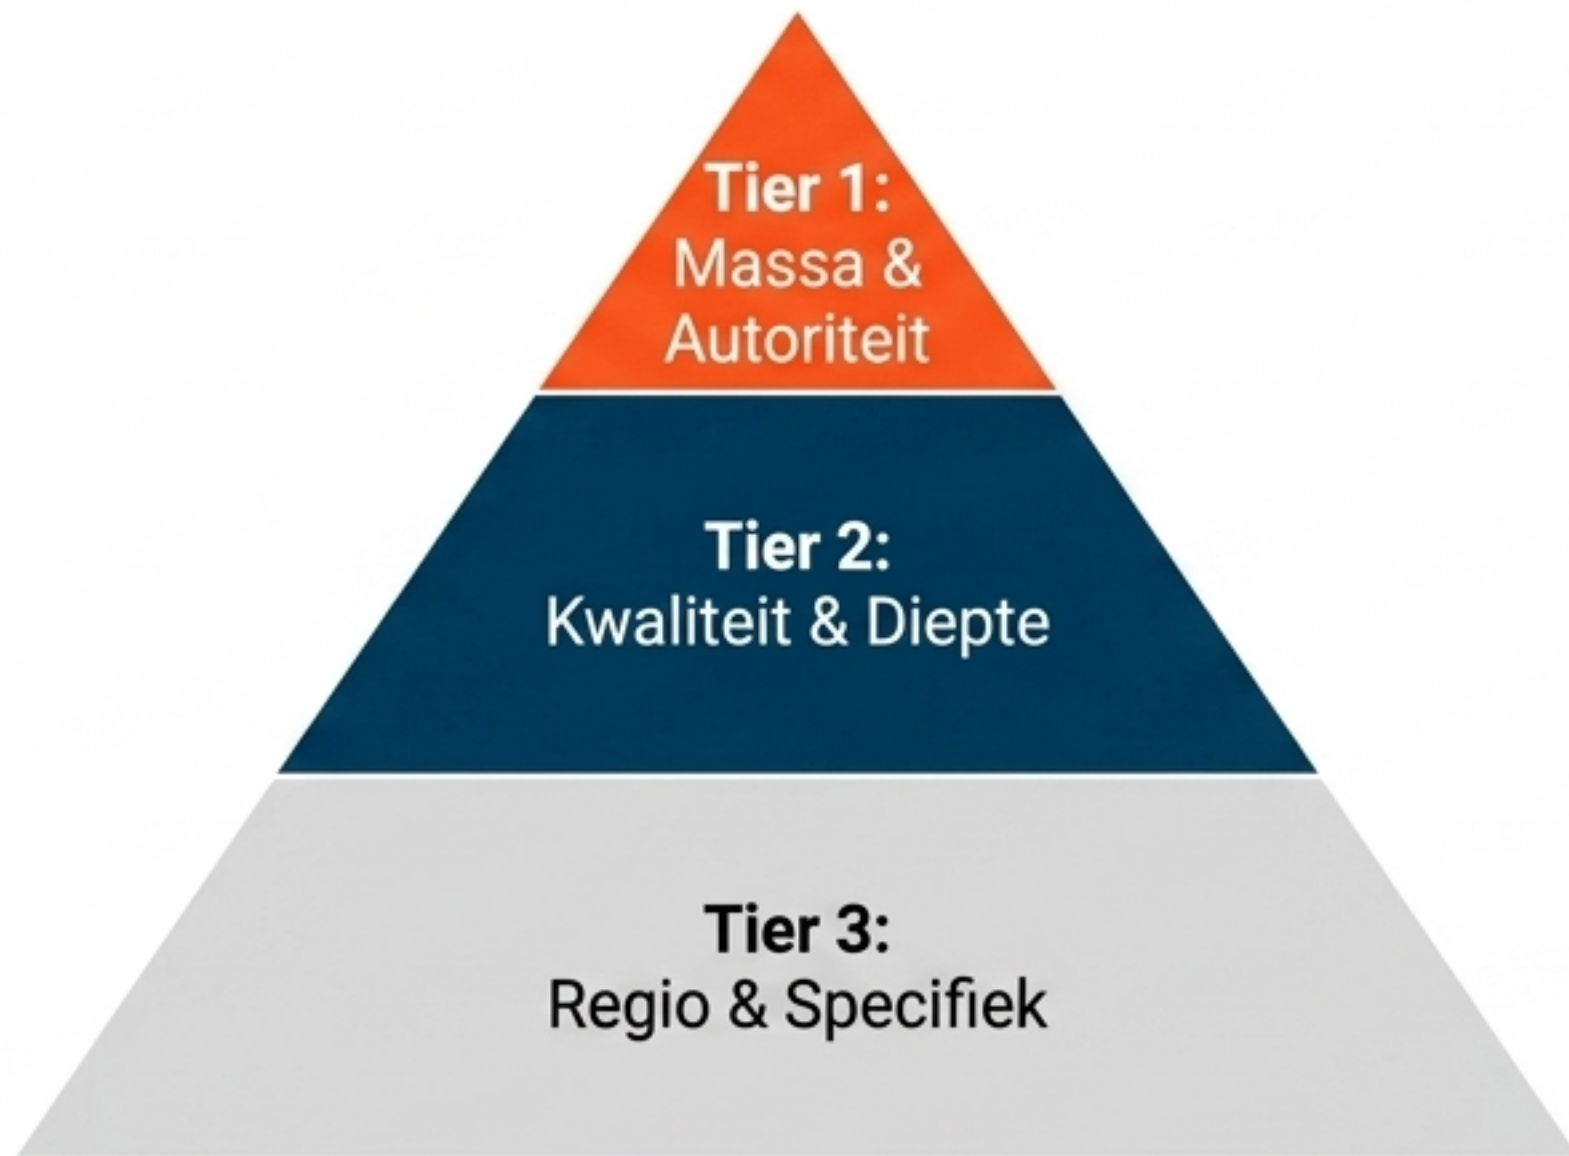 Tier 1:
Massa &
Autoriteit
Tier 2:
Kwaliteit & Diepte
Tier 3:
Regio & Specifiek